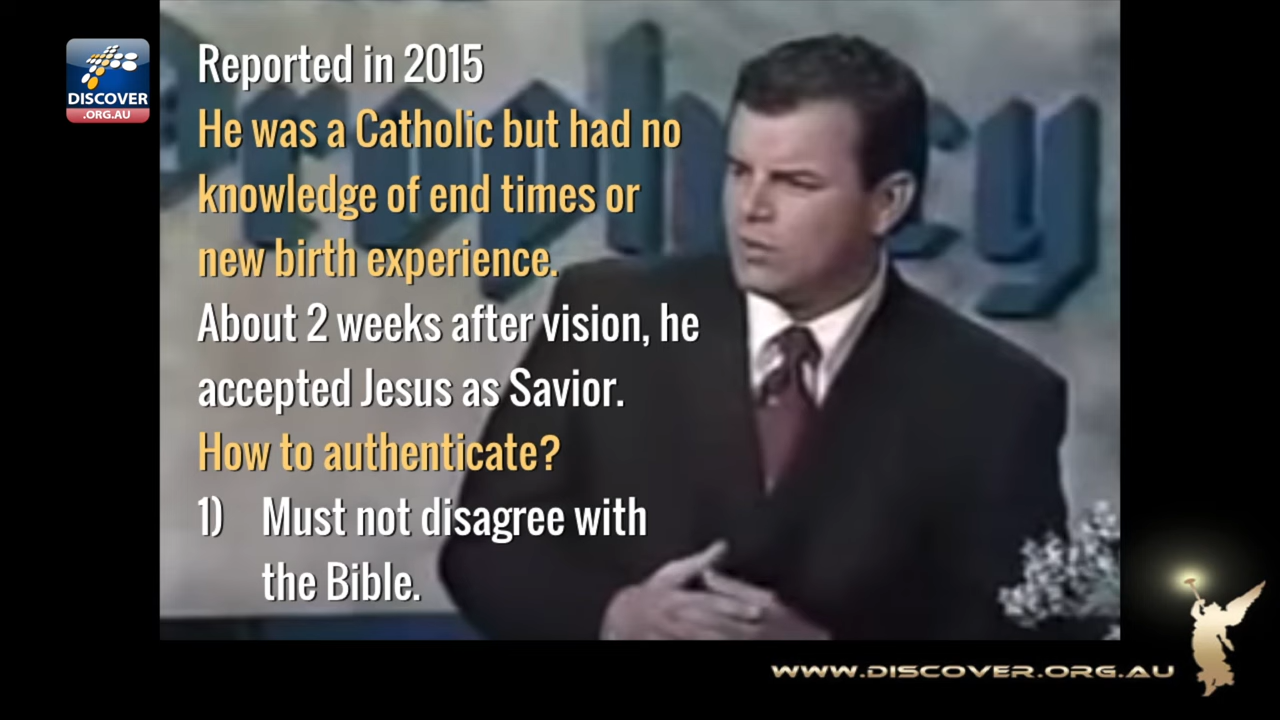 DISCOVER
.ORG.AU
Reported in 2015
He was a Catholic but had no
knowledge of end times or
new birth experience.
About 2 weeks after vision, he
accepted Jesus as Savior.
How to authenticate?
1) Must not disagree with
the Bible.
Prophecy
WWW.DISCOVER.ORG.AU